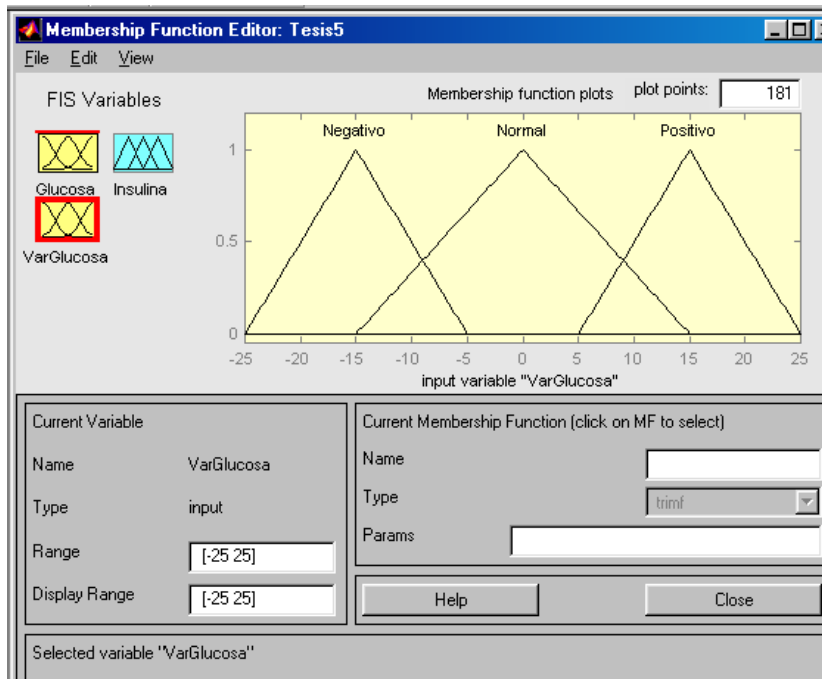 Membership Function Editor: Tesis5
File Edit View
FIS Variables
Membership function plots plot points: 181
Glucosa Insulina
VarGlucosa
Negativo Normal Positivo
1
0.5
0
-25 -20 -15 -10 -5 0 5 10 15 20 25
input variable "VarGlucosa"
Current Variable
Name VarGlucosa
Type input
Range [-25 25]
Display Range [-25 25]
Current Membership Function (click on MF to select)
Name
Type trimf
Params
Help Close
Selected variable "VarGlucosa"